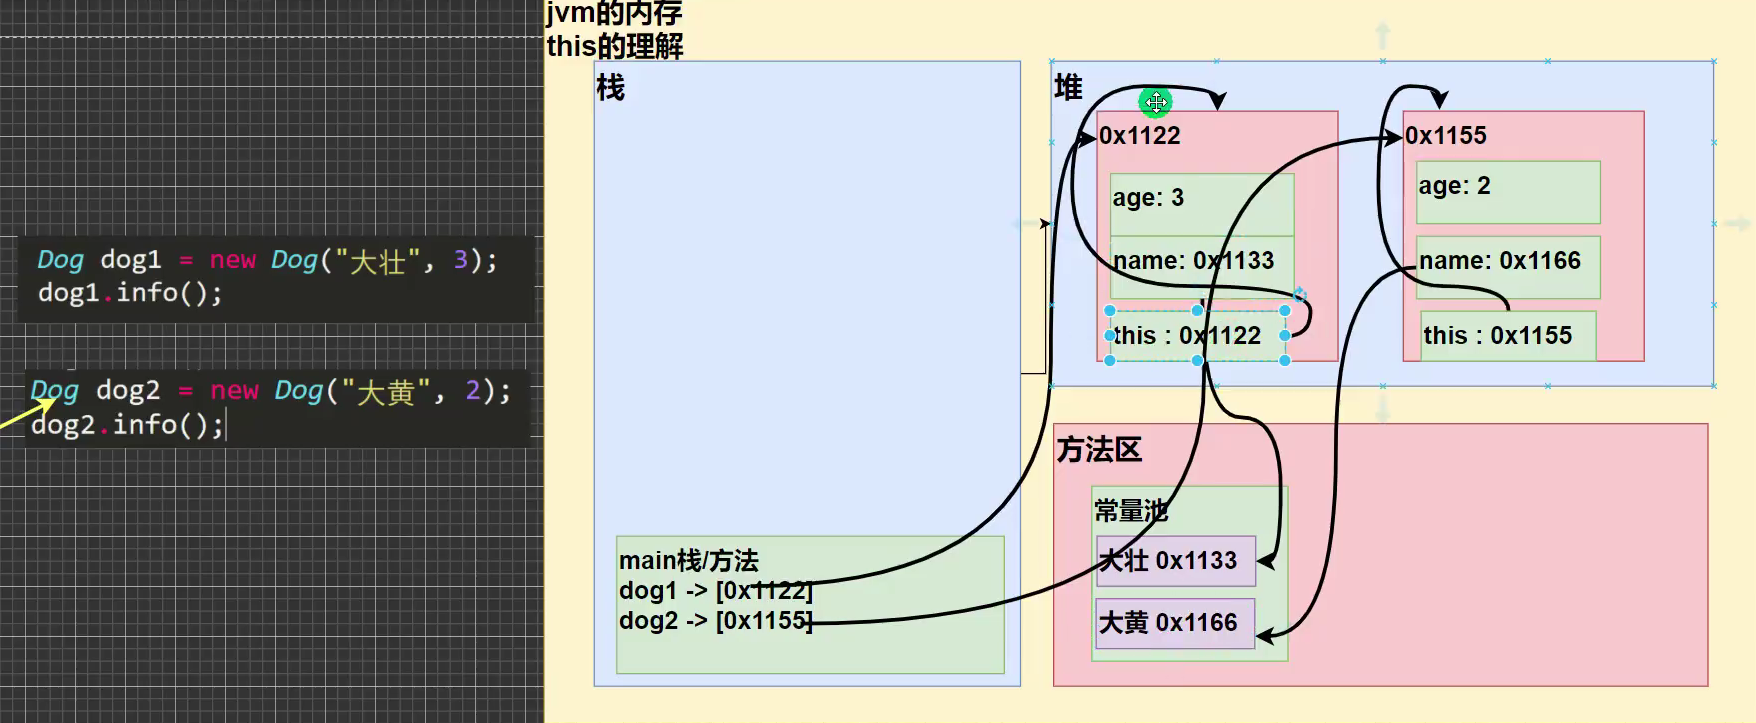 jvm的内存
this的理解
Dog dog1 = new Dog("大壮", 3);
dog1.info();
Dog dog2 = new Dog("大黄", 2);
dog2.info();
栈
main栈/方法
dog1 -> [0x1122]
dog2 -> [0x1155]
堆
0x1122
age: 3
name: 0x1133
this : 0x1122
0x1155
age: 2
name: 0x1166
this : 0x1155
方法区
常量池
大壮 0x1133
大黄 0x1166